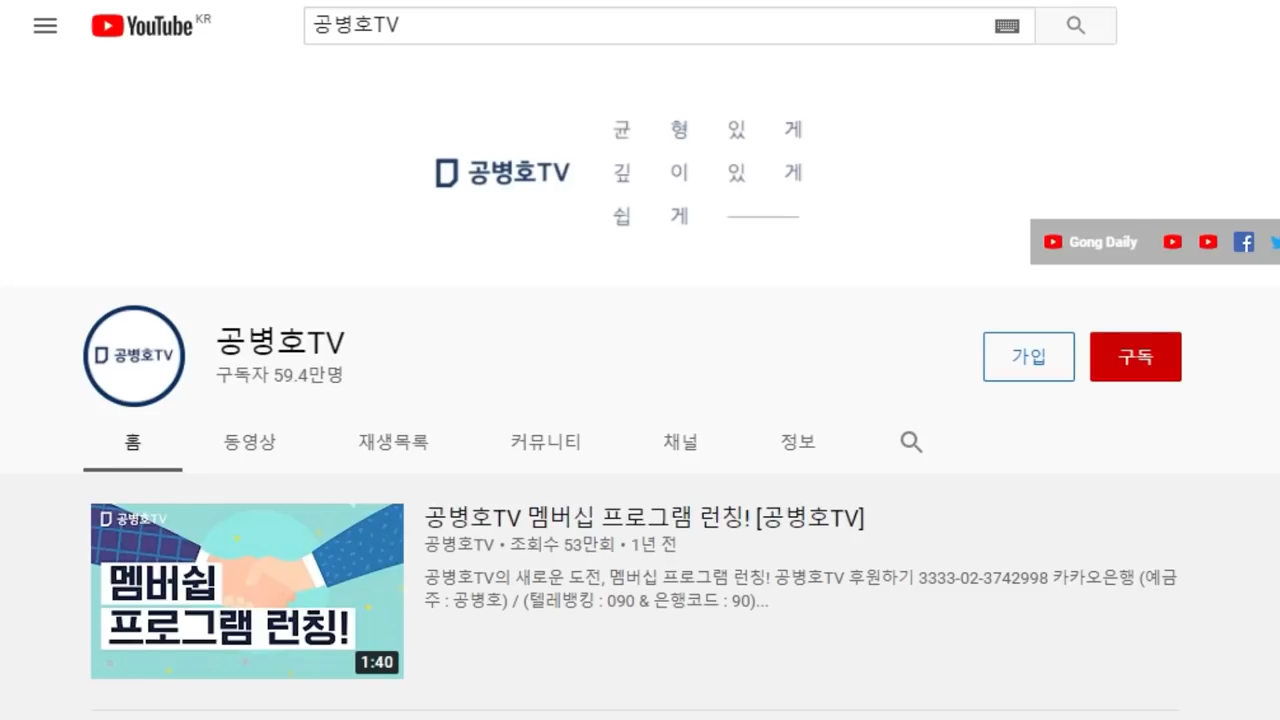 YouTube KR
공병호TV
균 형 있 게
공병호TV
깊 이 있 게
쉽 게
Gong Daily
공병호TV
공병호TV
구독자 59.4만명
가입
구독
홈
동영상
재생목록
커뮤니티
채널
정보
공병호TV
멤버쉽
프로그램 런칭!
1:40
공병호TV 멤버십 프로그램 런칭! [공병호TV]
공병호TV • 조회수 53만회 • 1년 전
공병호TV의 새로운 도전, 멤버십 프로그램 런칭! 공병호TV 후원하기 3333-02-3742998 카카오은행 (예금
주 : 공병호) / (텔레뱅킹 : 090 & 은행코드 : 90)...